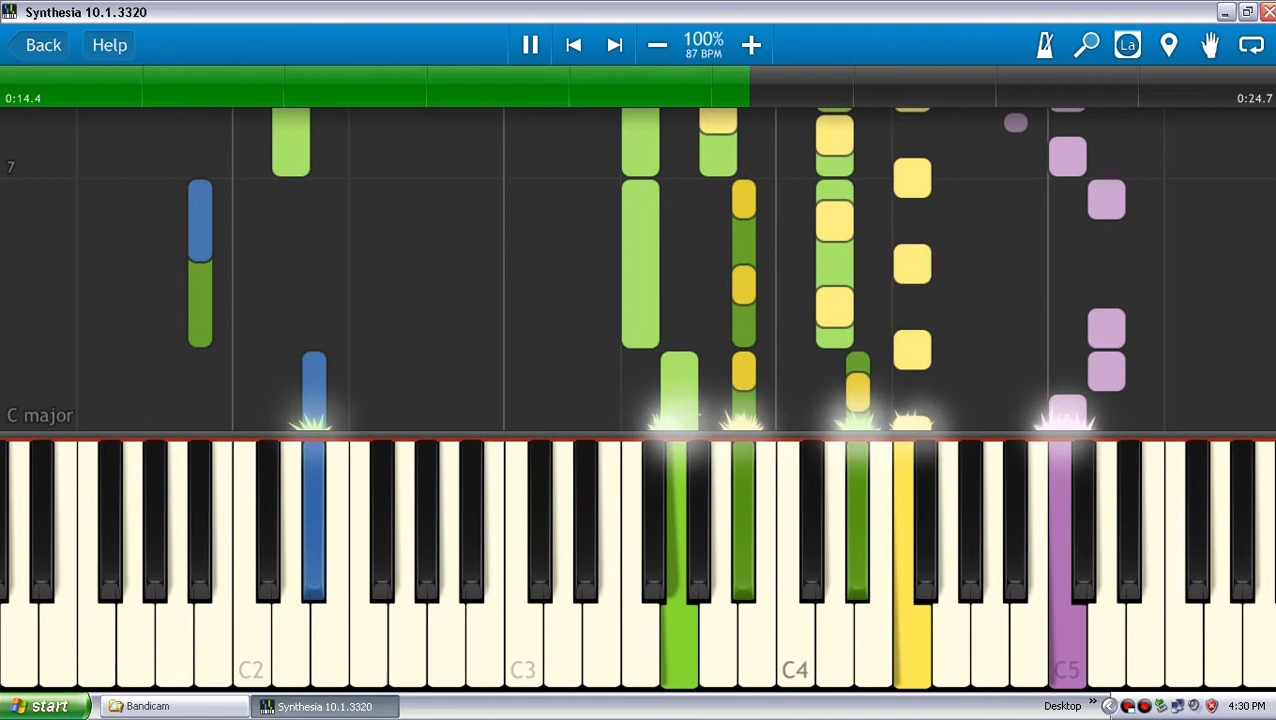 Synthesia 10.1.3320
Back
Help
100%
87 BPM
La
0:14.4
0:24.7
7
C major
C2
C3
C4
C5
start
Bandicam
Synthesia 10.1.3320
Desktop
»
4:30 PM